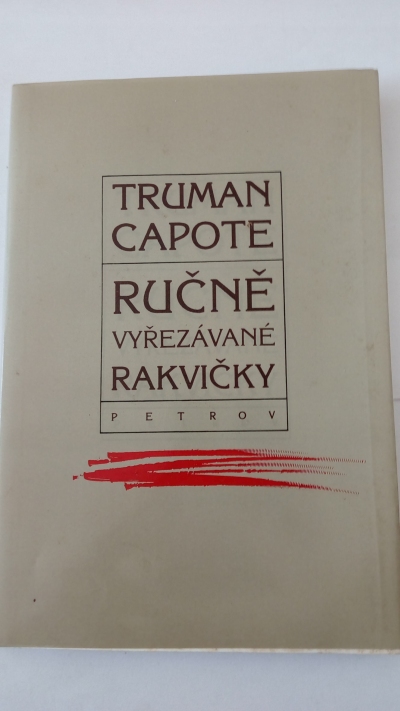 TRUMAN
CAPOTE
RUČNĚ
VYŘEZÁVANÉ
RAKVIČKY
PETROV